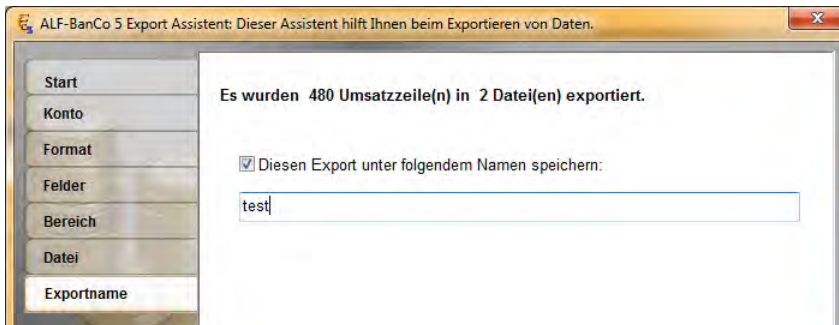 ALF-BanCo 5 Export Assistent: Dieser Assistent hilft Ihnen beim Exportieren von Daten.
Start
Konto
Format
Felder
Bereich
Datei
Exportname
Es wurden 480 Umsatzzeile(n) in 2 Datei(en) exportiert.
Diesen Export unter folgendem Namen speichern:
test